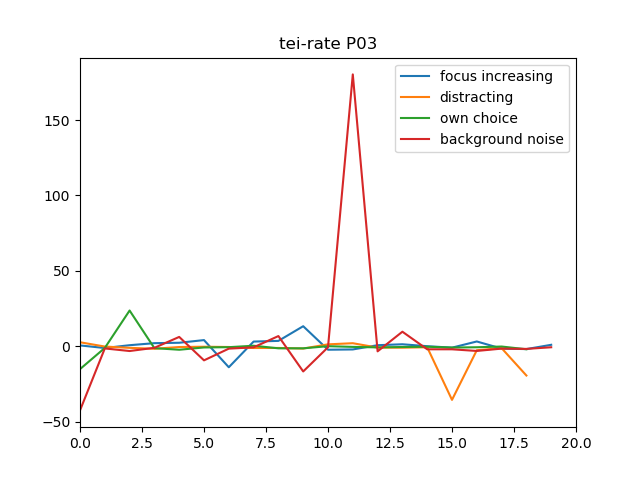 tei-rate P03
focus increasing
distracting
own choice
background noise
150
100
50
0
−50
0.0 2.5 5.0 7.5 10.0 12.5 15.0 17.5 20.0